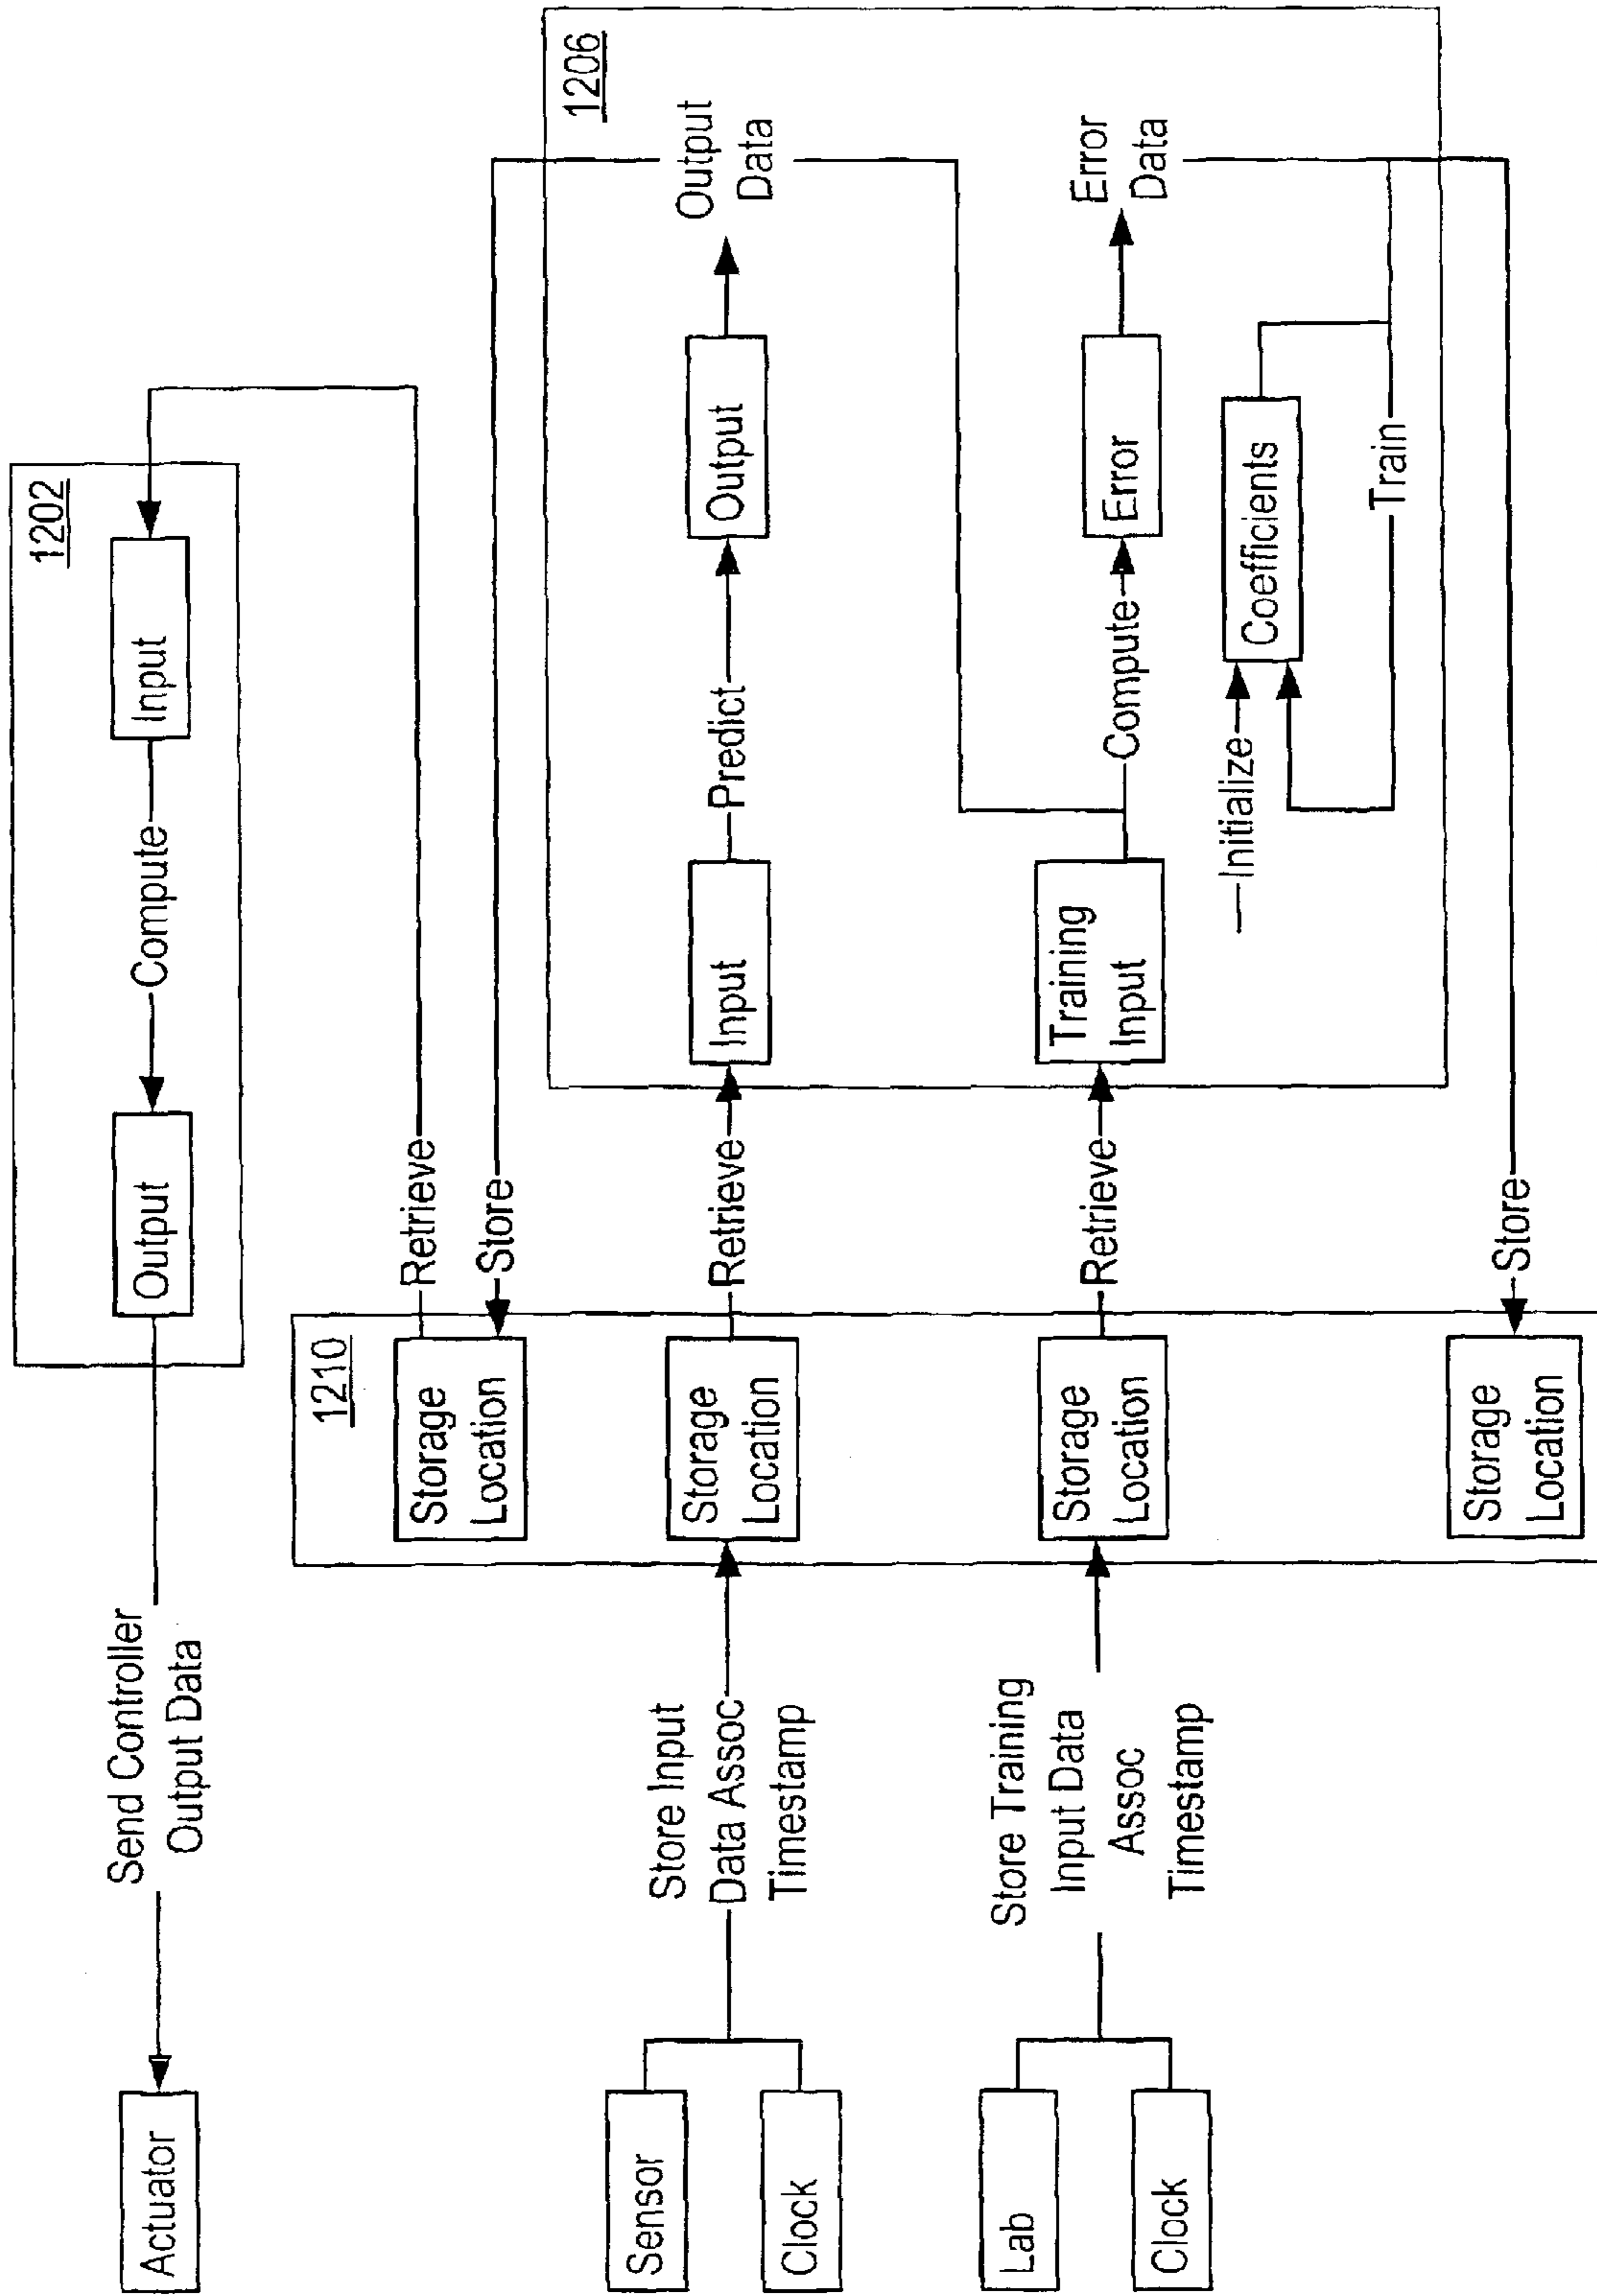 1202
Output
Compute
Input
Actuator
Send Controller
Output Data
1210
Storage
Location
Retrieve
Store
1206
Sensor
Clock
Store Input
Data Assoc
Timestamp
Storage
Location
Retrieve
Input
Predict
Output
Output
Data
Lab
Clock
Store Training
Input Data
Assoc
Timestamp
Storage
Location
Retrieve
Training
Input
Compute
Error
Error
Data
Initialize
Coefficients
Train
Storage
Location
Store